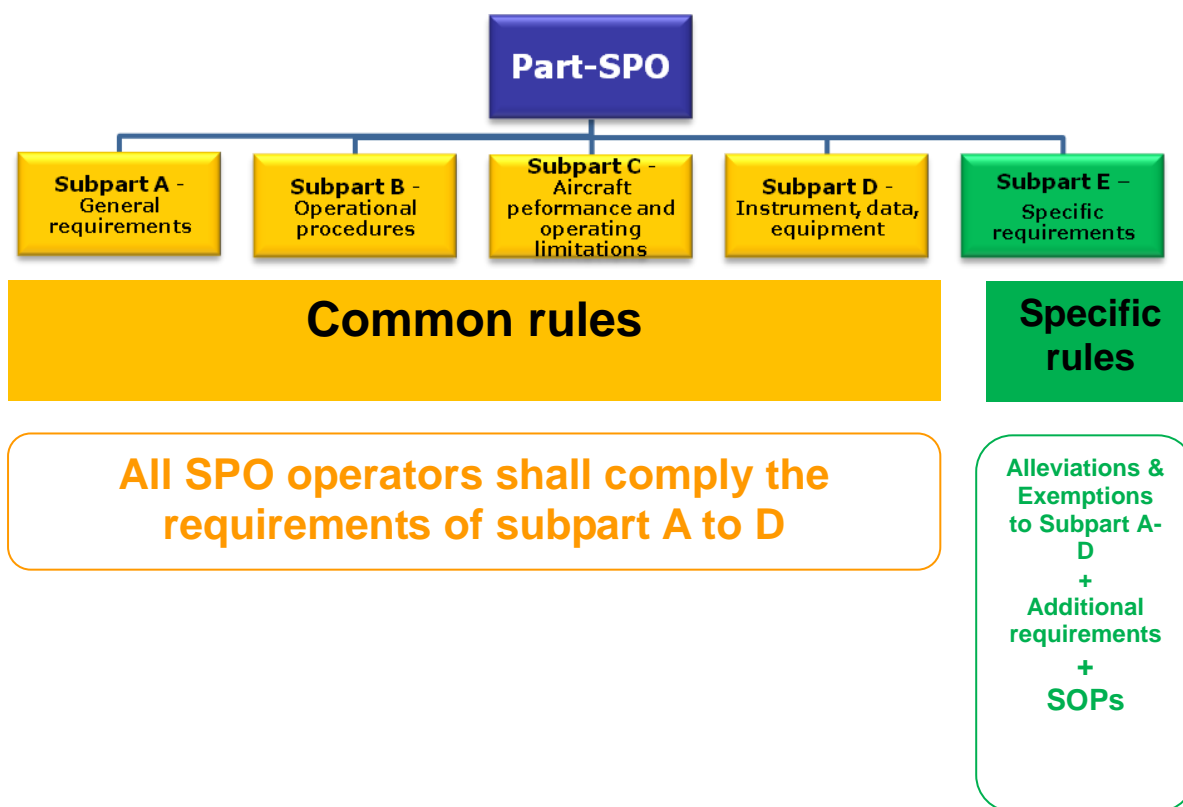 Part-SPO
Subpart A -
General
requirements
Subpart B -
Operational
procedures
Subpart C -
Aircraft
peformance and
operating
limitations
Subpart D -
Instrument, data,
equipment
Subpart E –
Specific
requirements
Common rules
Specific
rules
All SPO operators shall comply the
requirements of subpart A to D
Alleviations &
Exemptions
to Subpart A-
D
+
Additional
requirements
+
SOPs